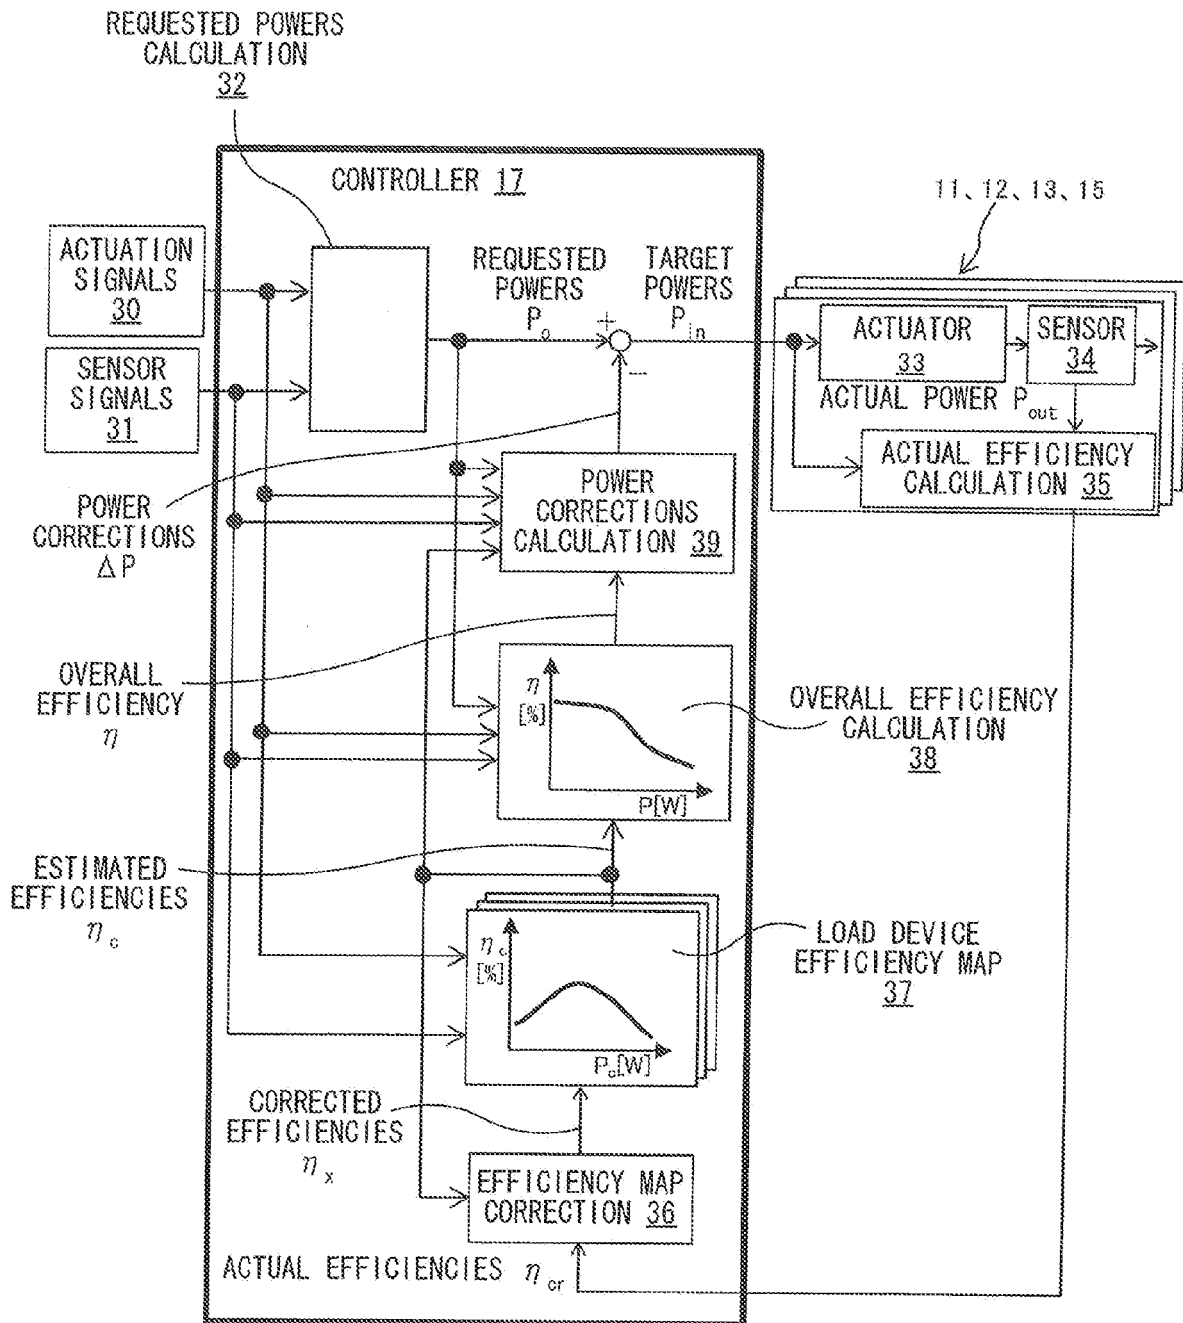 REQUESTED POWERS
CALCULATION
32
CONTROLLER 17
11、12、13、15
ACTUATION
SIGNALS
30
SENSOR
SIGNALS
31
REQUESTED
POWERS
Po
TARGET
POWERS
Pin
+
−
ACTUATOR
33
SENSOR
34
ACTUAL POWER Pout
ACTUAL EFFICIENCY
CALCULATION 35
POWER
CORRECTIONS
ΔP
POWER
CORRECTIONS
CALCULATION 39
OVERALL
EFFICIENCY
η
η
[%]
P[W]
OVERALL EFFICIENCY
CALCULATION
38
ESTIMATED
EFFICIENCIES
ηc
ηc
[%]
Pc[W]
LOAD DEVICE
EFFICIENCY MAP
37
CORRECTED
EFFICIENCIES
ηx
EFFICIENCY MAP
CORRECTION 36
ACTUAL EFFICIENCIES ηcr